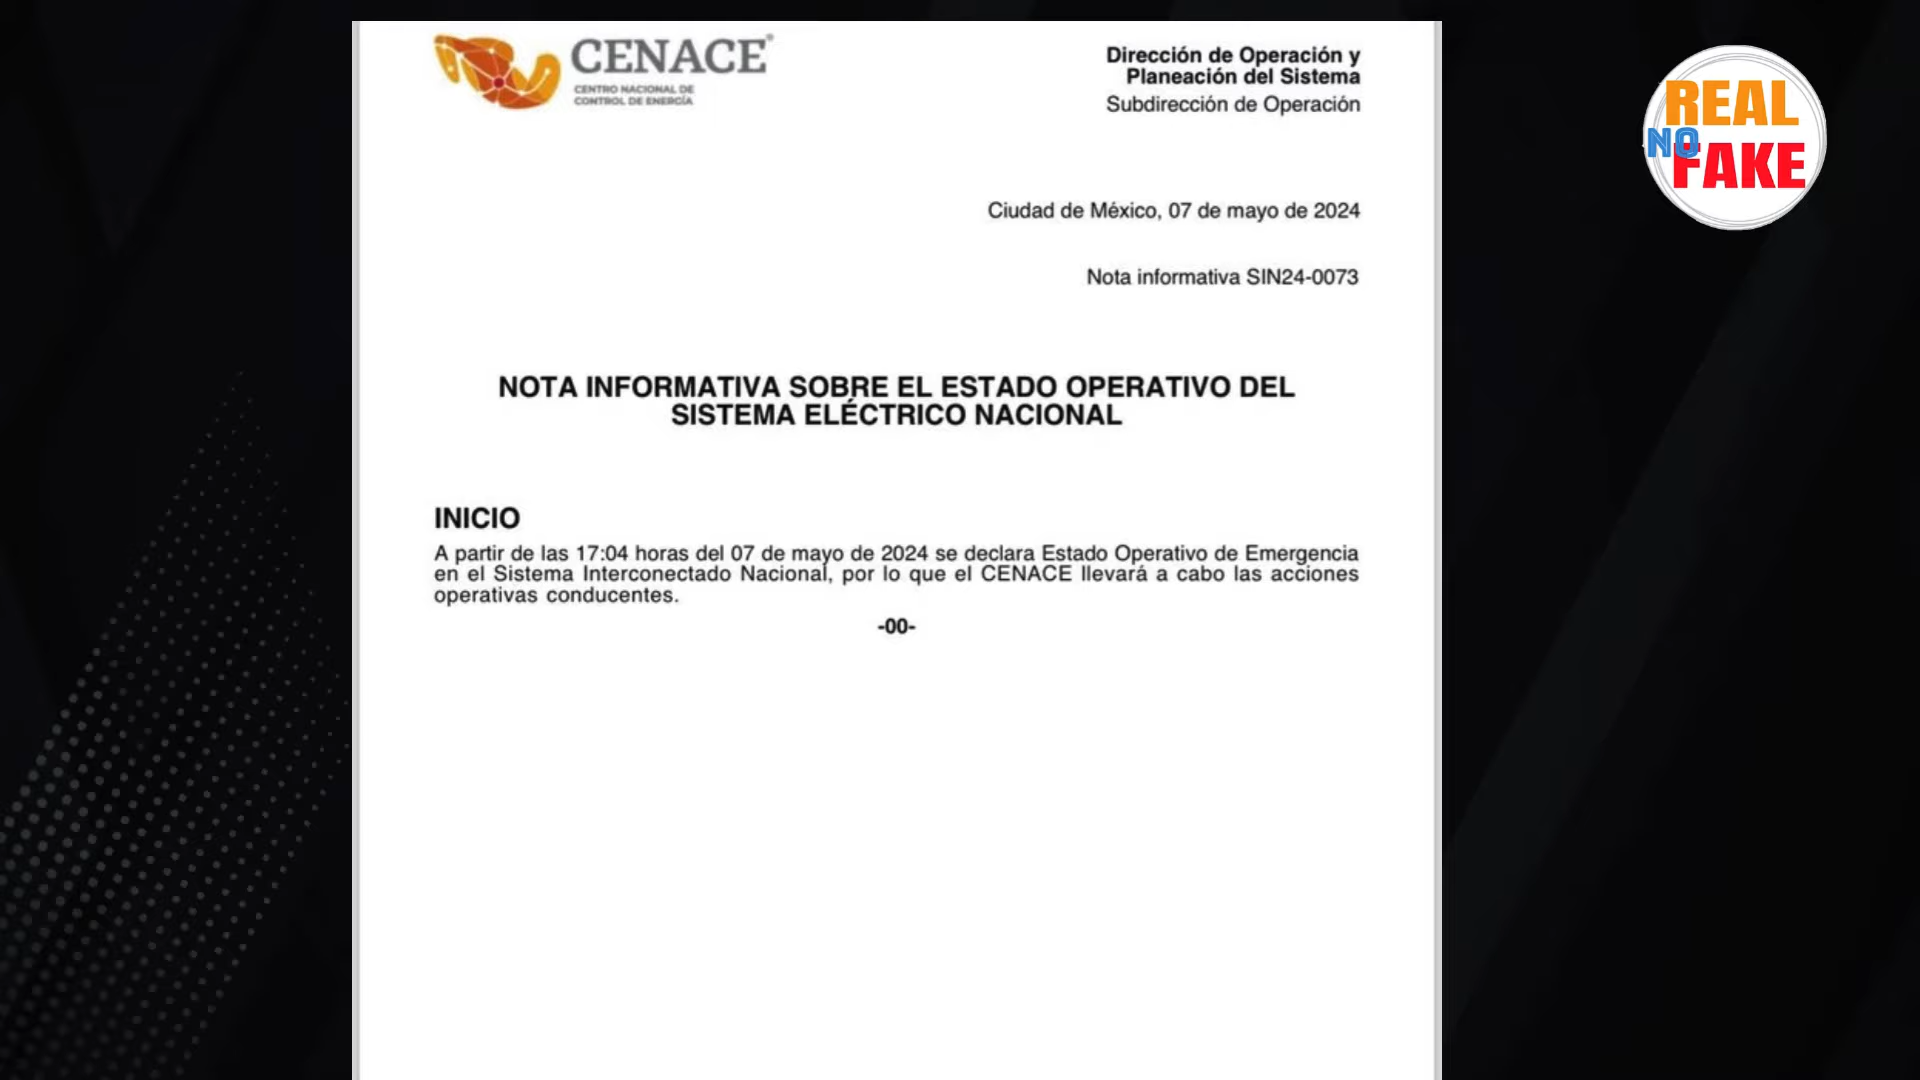 CENACE
CENTRO NACIONAL DE
CONTROL DE ENERGÍA
Dirección de Operación y
Planeación del Sistema
Subdirección de Operación
REAL
NO
FAKE
Ciudad de México, 07 de mayo de 2024
Nota informativa SIN24-0073
NOTA INFORMATIVA SOBRE EL ESTADO OPERATIVO DEL
SISTEMA ELÉCTRICO NACIONAL
INICIO
A partir de las 17:04 horas del 07 de mayo de 2024 se declara Estado Operativo de Emergencia
en el Sistema Interconectado Nacional, por lo que el CENACE llevará a cabo las acciones
operativas conducentes.
-00-